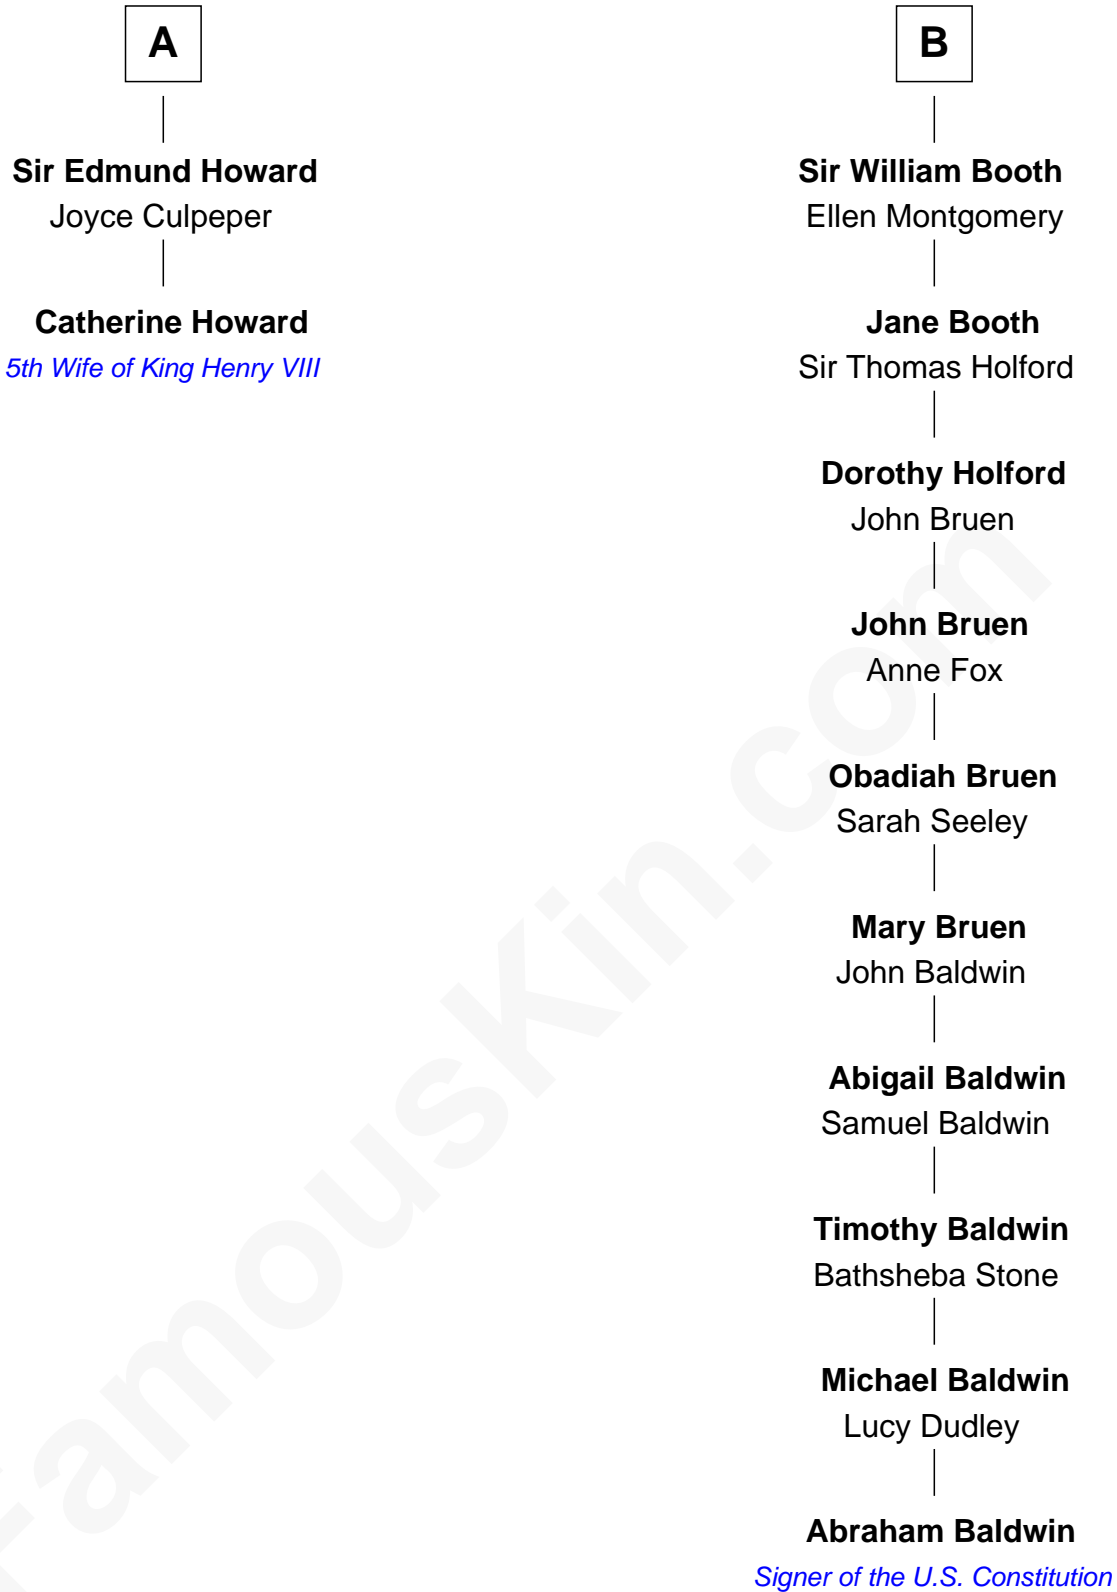 A
Sir Edmund Howard
Joyce Culpeper
Catherine Howard
5th Wife of King Henry VIII
B
Sir William Booth
Ellen Montgomery
Jane Booth
Sir Thomas Holford
Dorothy Holford
John Bruen
John Bruen
Anne Fox
Obadiah Bruen
Sarah Seeley
Mary Bruen
John Baldwin
Abigail Baldwin
Samuel Baldwin
Timothy Baldwin
Bathsheba Stone
Michael Baldwin
Lucy Dudley
Abraham Baldwin
Signer of the U.S. Constitution
FamousKin.com